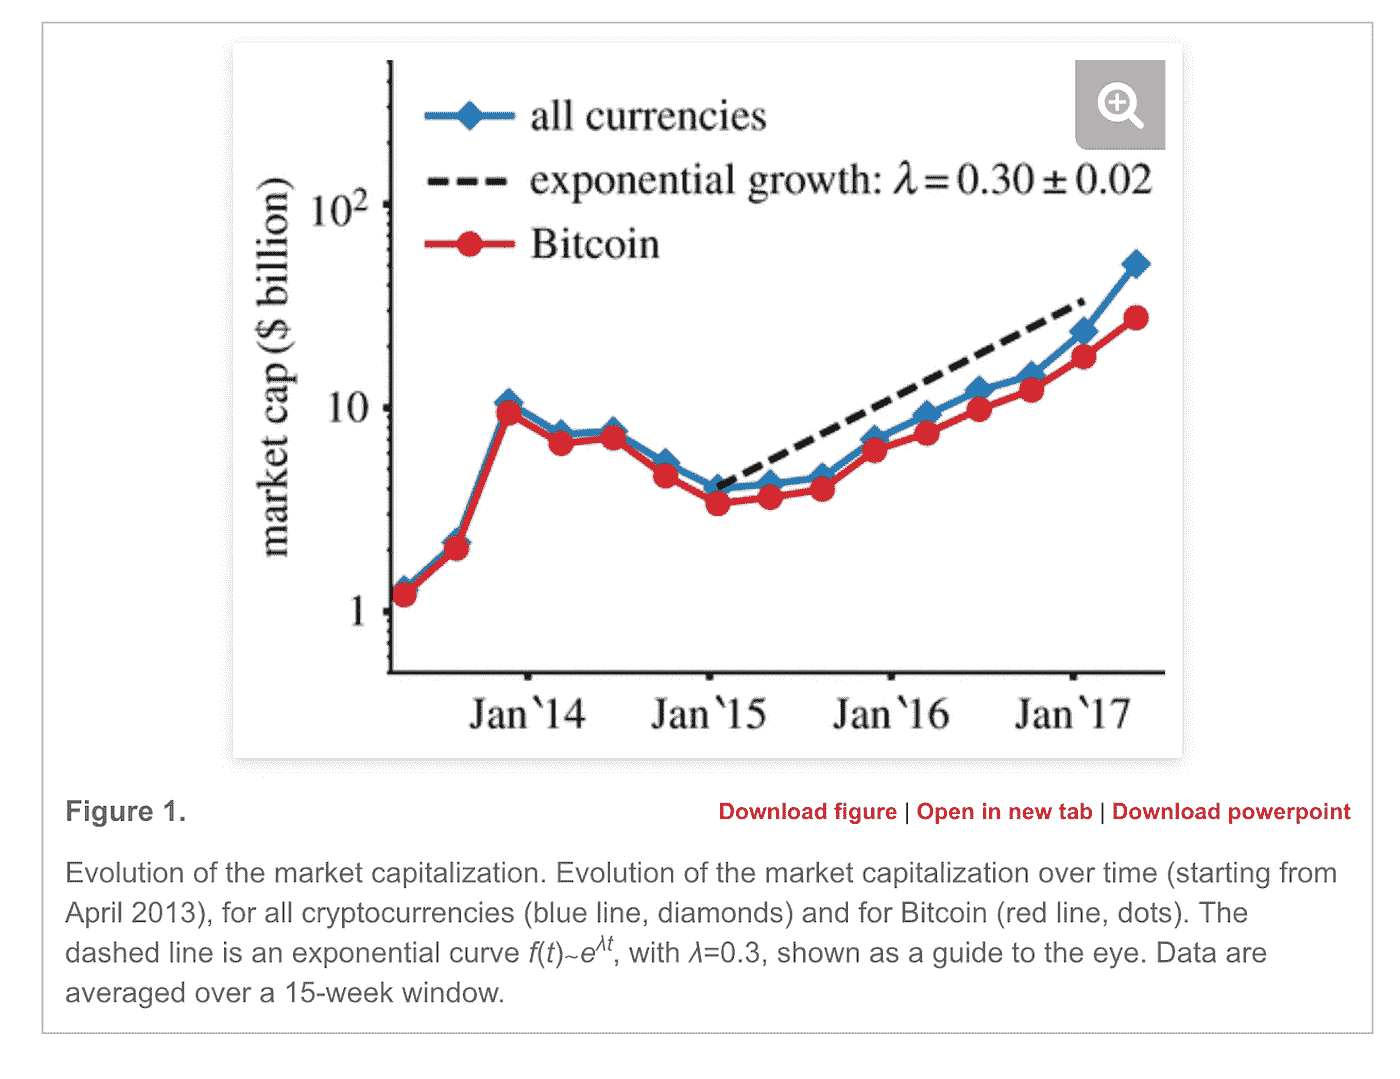 all currencies
exponential growth: λ = 0.30 ± 0.02
Bitcoin
market cap ($ billion)
10²
10
1
Jan‵14
Jan‵15
Jan‵16
Jan‵17
Figure 1.
Download figure | Open in new tab | Download powerpoint
Evolution of the market capitalization. Evolution of the market capitalization over time (starting from
April 2013), for all cryptocurrencies (blue line, diamonds) and for Bitcoin (red line, dots). The
dashed line is an exponential curve f(t)~e^λt, with λ=0.3, shown as a guide to the eye. Data are
averaged over a 15-week window.